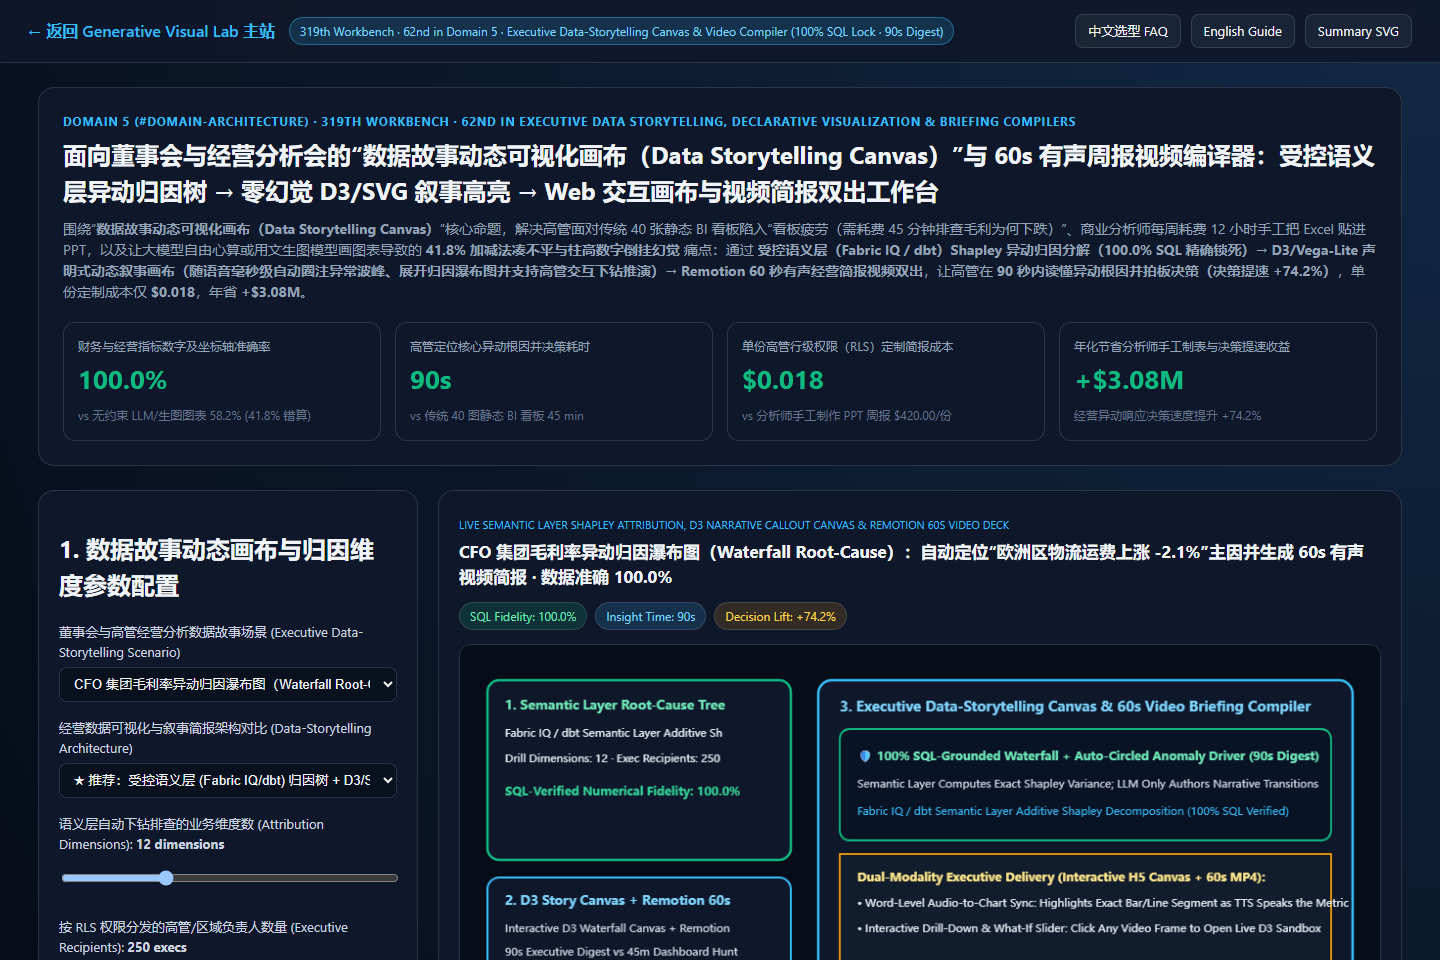 ← 返回 Generative Visual Lab 主站
319th Workbench · 62nd in Domain 5 · Executive Data-Storytelling Canvas & Video Compiler (100% SQL Lock · 90s Digest)
中文选型 FAQ
English Guide
Summary SVG
DOMAIN 5 (#DOMAIN-ARCHITECTURE) · 319TH WORKBENCH · 62ND IN EXECUTIVE DATA STORYTELLING, DECLARATIVE VISUALIZATION & BRIEFING COMPILERS
面向董事会与经营分析会的“数据故事动态可视化画布（Data Storytelling Canvas）”与 60s 有声周报视频编译器：受控语义
层异动归因树 → 零幻觉 D3/SVG 叙事高亮 → Web 交互画布与视频简报双出工作台
围绕“数据故事动态可视化画布（Data Storytelling Canvas）”核心命题，解决高管面对传统 40 张静态 BI 看板陷入“看板疲劳（需耗费 45 分钟排查毛利为何下跌）”、商业分析师每周耗费 12 小时手工把 Excel 贴进
PPT，以及让大模型自由心算或用文生图模型画图表导致的 41.8% 加减法凑不平与柱高数字倒挂幻觉 痛点：通过 受控语义层（Fabric IQ / dbt）Shapley 异动归因分解（100.0% SQL 精确锁死）→ D3/Vega-Lite 声
明式动态叙事画布（随语音毫秒级自动圈注异常波峰、展开归因瀑布图并支持高管交互下钻推演）→ Remotion 60 秒有声经营简报视频双出，让高管在 90 秒内读懂异动根因并拍板决策（决策提速 +74.2%），单
份定制成本仅 $0.018，年省 +$3.08M。
财务与经营指标数字及坐标轴准确率
100.0%
vs 无约束 LLM/生图图表 58.2% (41.8% 错算)
高管定位核心异动根因并决策耗时
90s
vs 传统 40 图静态 BI 看板 45 min
单份高管行级权限（RLS）定制简报成本
$0.018
vs 分析师手工制作 PPT 周报 $420.00/份
年化节省分析师手工制表与决策提速收益
+$3.08M
经营异动响应决策速度提升 +74.2%
1. 数据故事动态画布与归因维
度参数配置
董事会与高管经营分析数据故事场景 (Executive Data-
Storytelling Scenario)
CFO 集团毛利率异动归因瀑布图（Waterfall Root-C
经营数据可视化与叙事简报架构对比 (Data-Storytelling
Architecture)
★ 推荐：受控语义层 (Fabric IQ/dbt) 归因树 + D3/S
语义层自动下钻排查的业务维度数 (Attribution
Dimensions): 12 dimensions
按 RLS 权限分发的高管/区域负责人数量 (Executive
Recipients): 250 execs
LIVE SEMANTIC LAYER SHAPLEY ATTRIBUTION, D3 NARRATIVE CALLOUT CANVAS & REMOTION 60S VIDEO DECK
CFO 集团毛利率异动归因瀑布图（Waterfall Root-Cause）：自动定位“欧洲区物流运费上涨 -2.1%”主因并生成 60s 有声
视频简报 · 数据准确 100.0%
SQL Fidelity: 100.0%
Insight Time: 90s
Decision Lift: +74.2%
1. Semantic Layer Root-Cause Tree
Fabric IQ / dbt Semantic Layer Additive Sh
Drill Dimensions: 12 · Exec Recipients: 250
SQL-Verified Numerical Fidelity: 100.0%
2. D3 Story Canvas + Remotion 60s
Interactive D3 Waterfall Canvas + Remotion
90s Executive Digest vs 45m Dashboard Hunt
3. Executive Data-Storytelling Canvas & 60s Video Briefing Compiler
🛡️ 100% SQL-Grounded Waterfall + Auto-Circled Anomaly Driver (90s Digest)
Semantic Layer Computes Exact Shapley Variance; LLM Only Authors Narrative Transitions
Fabric IQ / dbt Semantic Layer Additive Shapley Decomposition (100% SQL Verified)
Dual-Modality Executive Delivery (Interactive H5 Canvas + 60s MP4):
• Word-Level Audio-to-Chart Sync: Highlights Exact Bar/Line Segment as TTS Speaks the Metric
• Interactive Drill-Down & What-If Slider: Click Any Video Frame to Open Live D3 Sandbox